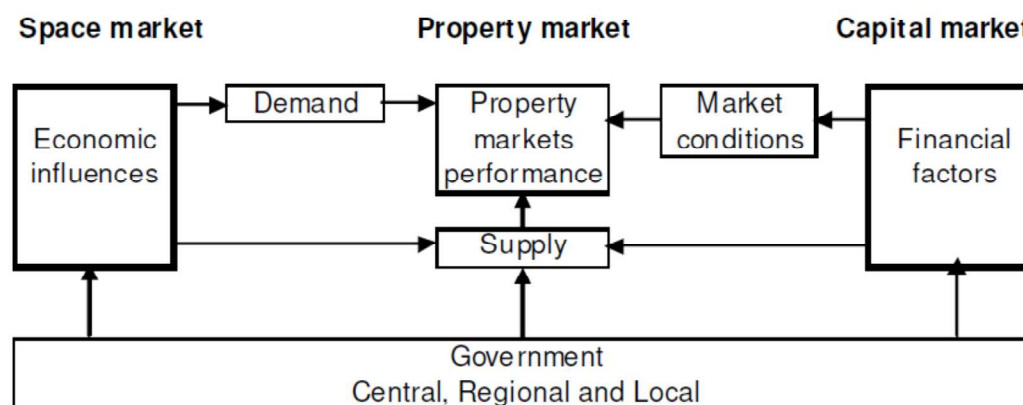 Space market
Property market
Capital market
Economic
influences
Demand
Property
markets
performance
Market
conditions
Financial
factors
Supply
Government
Central, Regional and Local